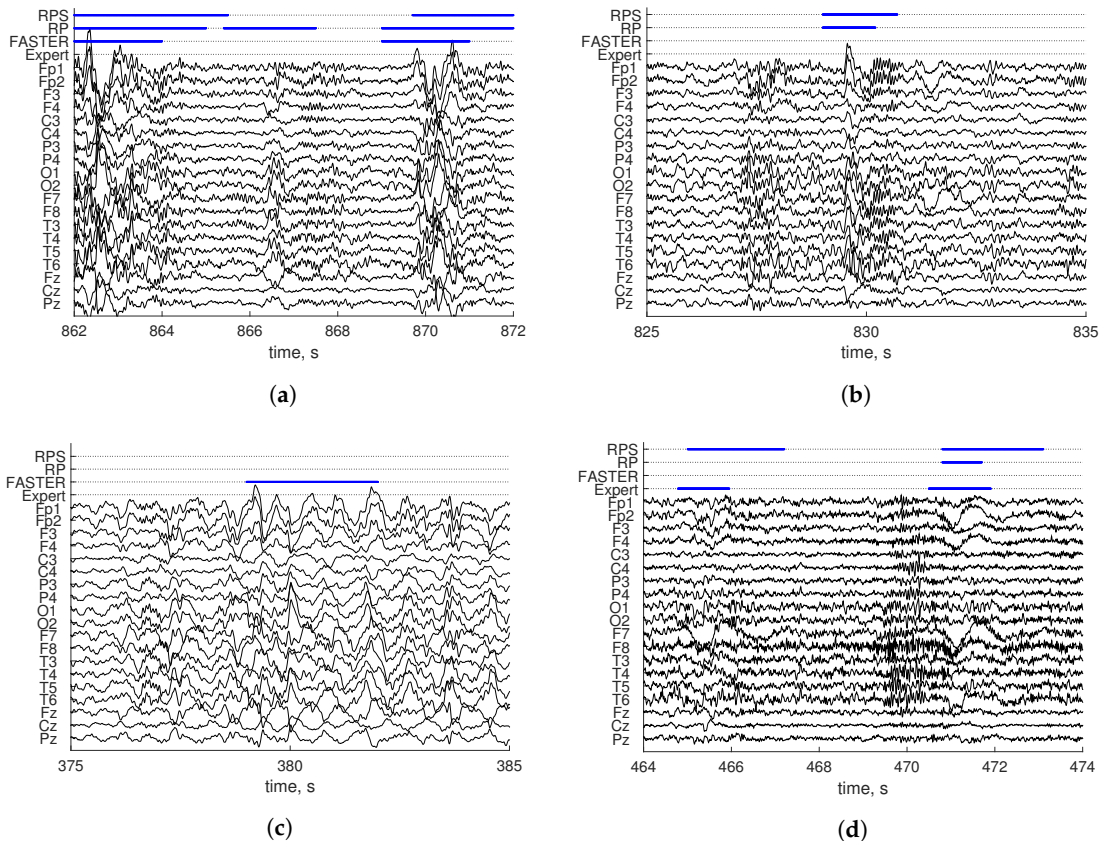 RPS
RP
FASTER
Expert
Fp1
Fp2
F3
F4
C3
C4
P3
P4
O1
O2
F7
F8
T3
T4
T5
T6
Fz
Cz
Pz
862 864 866 868 870 872
time, s
(a)
RPS
RP
FASTER
Expert
Fp1
Fp2
F3
F4
C3
C4
P3
P4
O1
O2
F7
F8
T3
T4
T5
T6
Fz
Cz
Pz
825 830 835
time, s
(b)
RPS
RP
FASTER
Expert
Fp1
Fp2
F3
F4
C3
C4
P3
P4
O1
O2
F7
F8
T3
T4
T5
T6
Fz
Cz
Pz
375 380 385
time, s
(c)
RPS
RP
FASTER
Expert
Fp1
Fp2
F3
F4
C3
C4
P3
P4
O1
O2
F7
F8
T3
T4
T5
T6
Fz
Cz
Pz
464 466 468 470 472 474
time, s
(d)